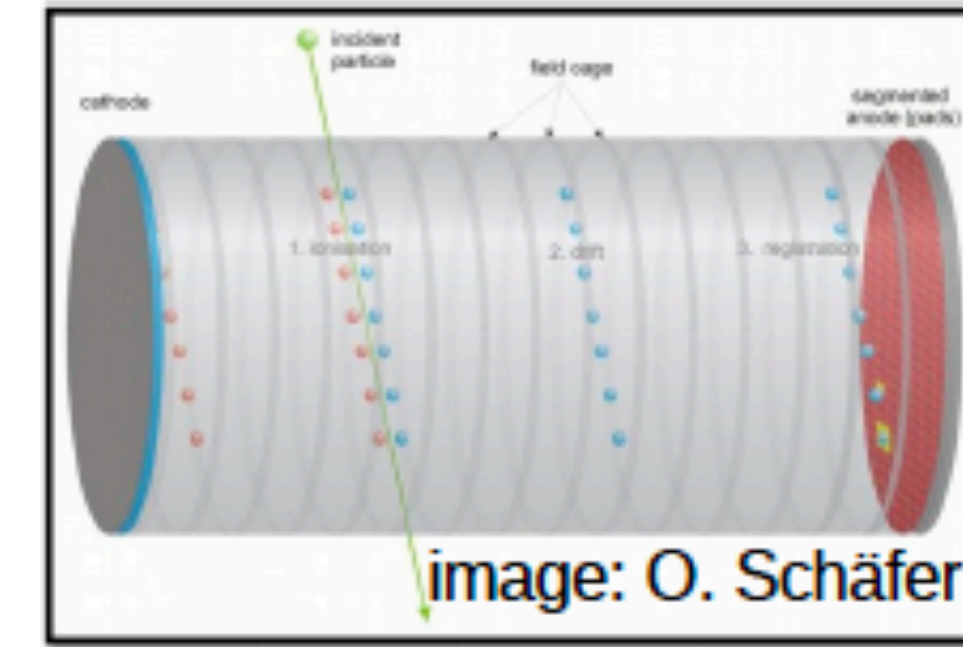 incident
particle
field cage
cathode
segmented
anode (pads)
1. ionisation
2. drift
3. registration
image: O. Schäfer